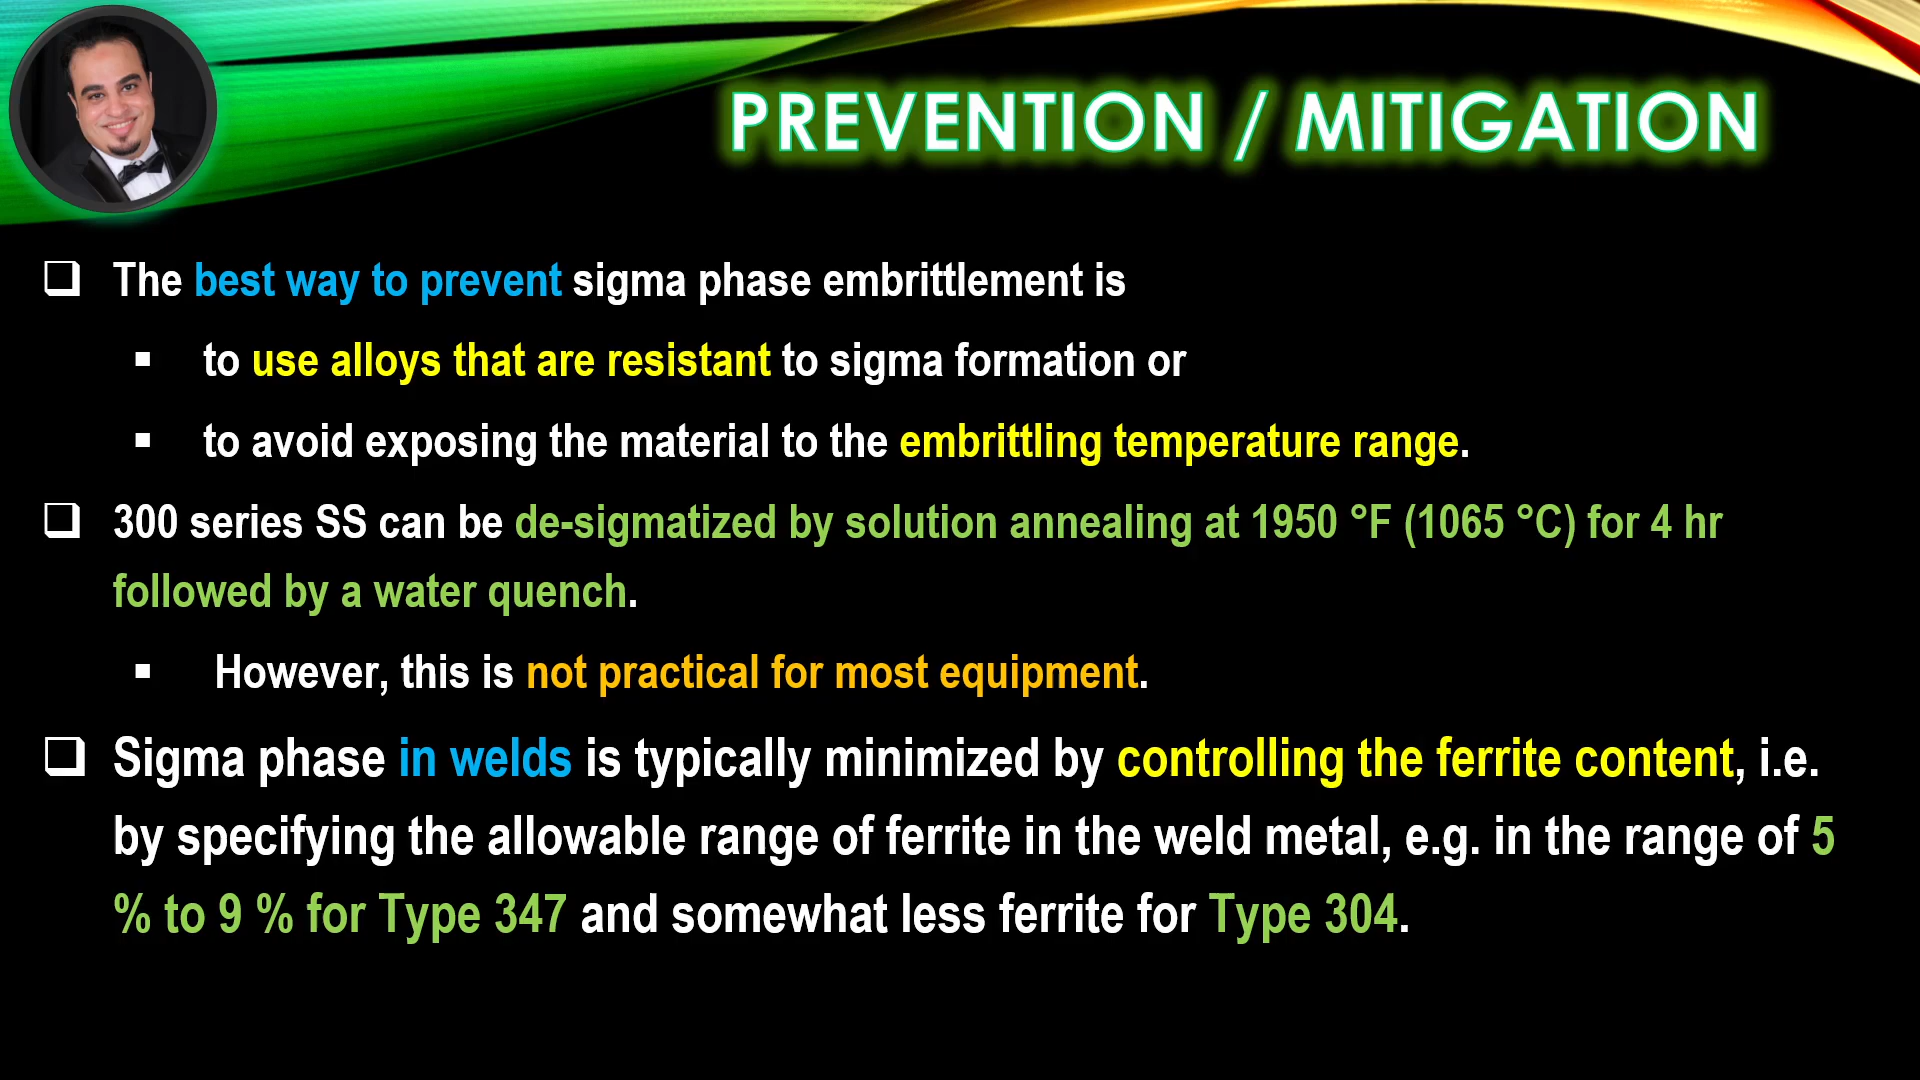 PREVENTION / MITIGATION
The best way to prevent sigma phase embrittlement is
to use alloys that are resistant to sigma formation or
to avoid exposing the material to the embrittling temperature range.
300 series SS can be de-sigmatized by solution annealing at 1950 °F (1065 °C) for 4 hr
followed by a water quench.
However, this is not practical for most equipment.
Sigma phase in welds is typically minimized by controlling the ferrite content, i.e.
by specifying the allowable range of ferrite in the weld metal, e.g. in the range of 5
% to 9 % for Type 347 and somewhat less ferrite for Type 304.